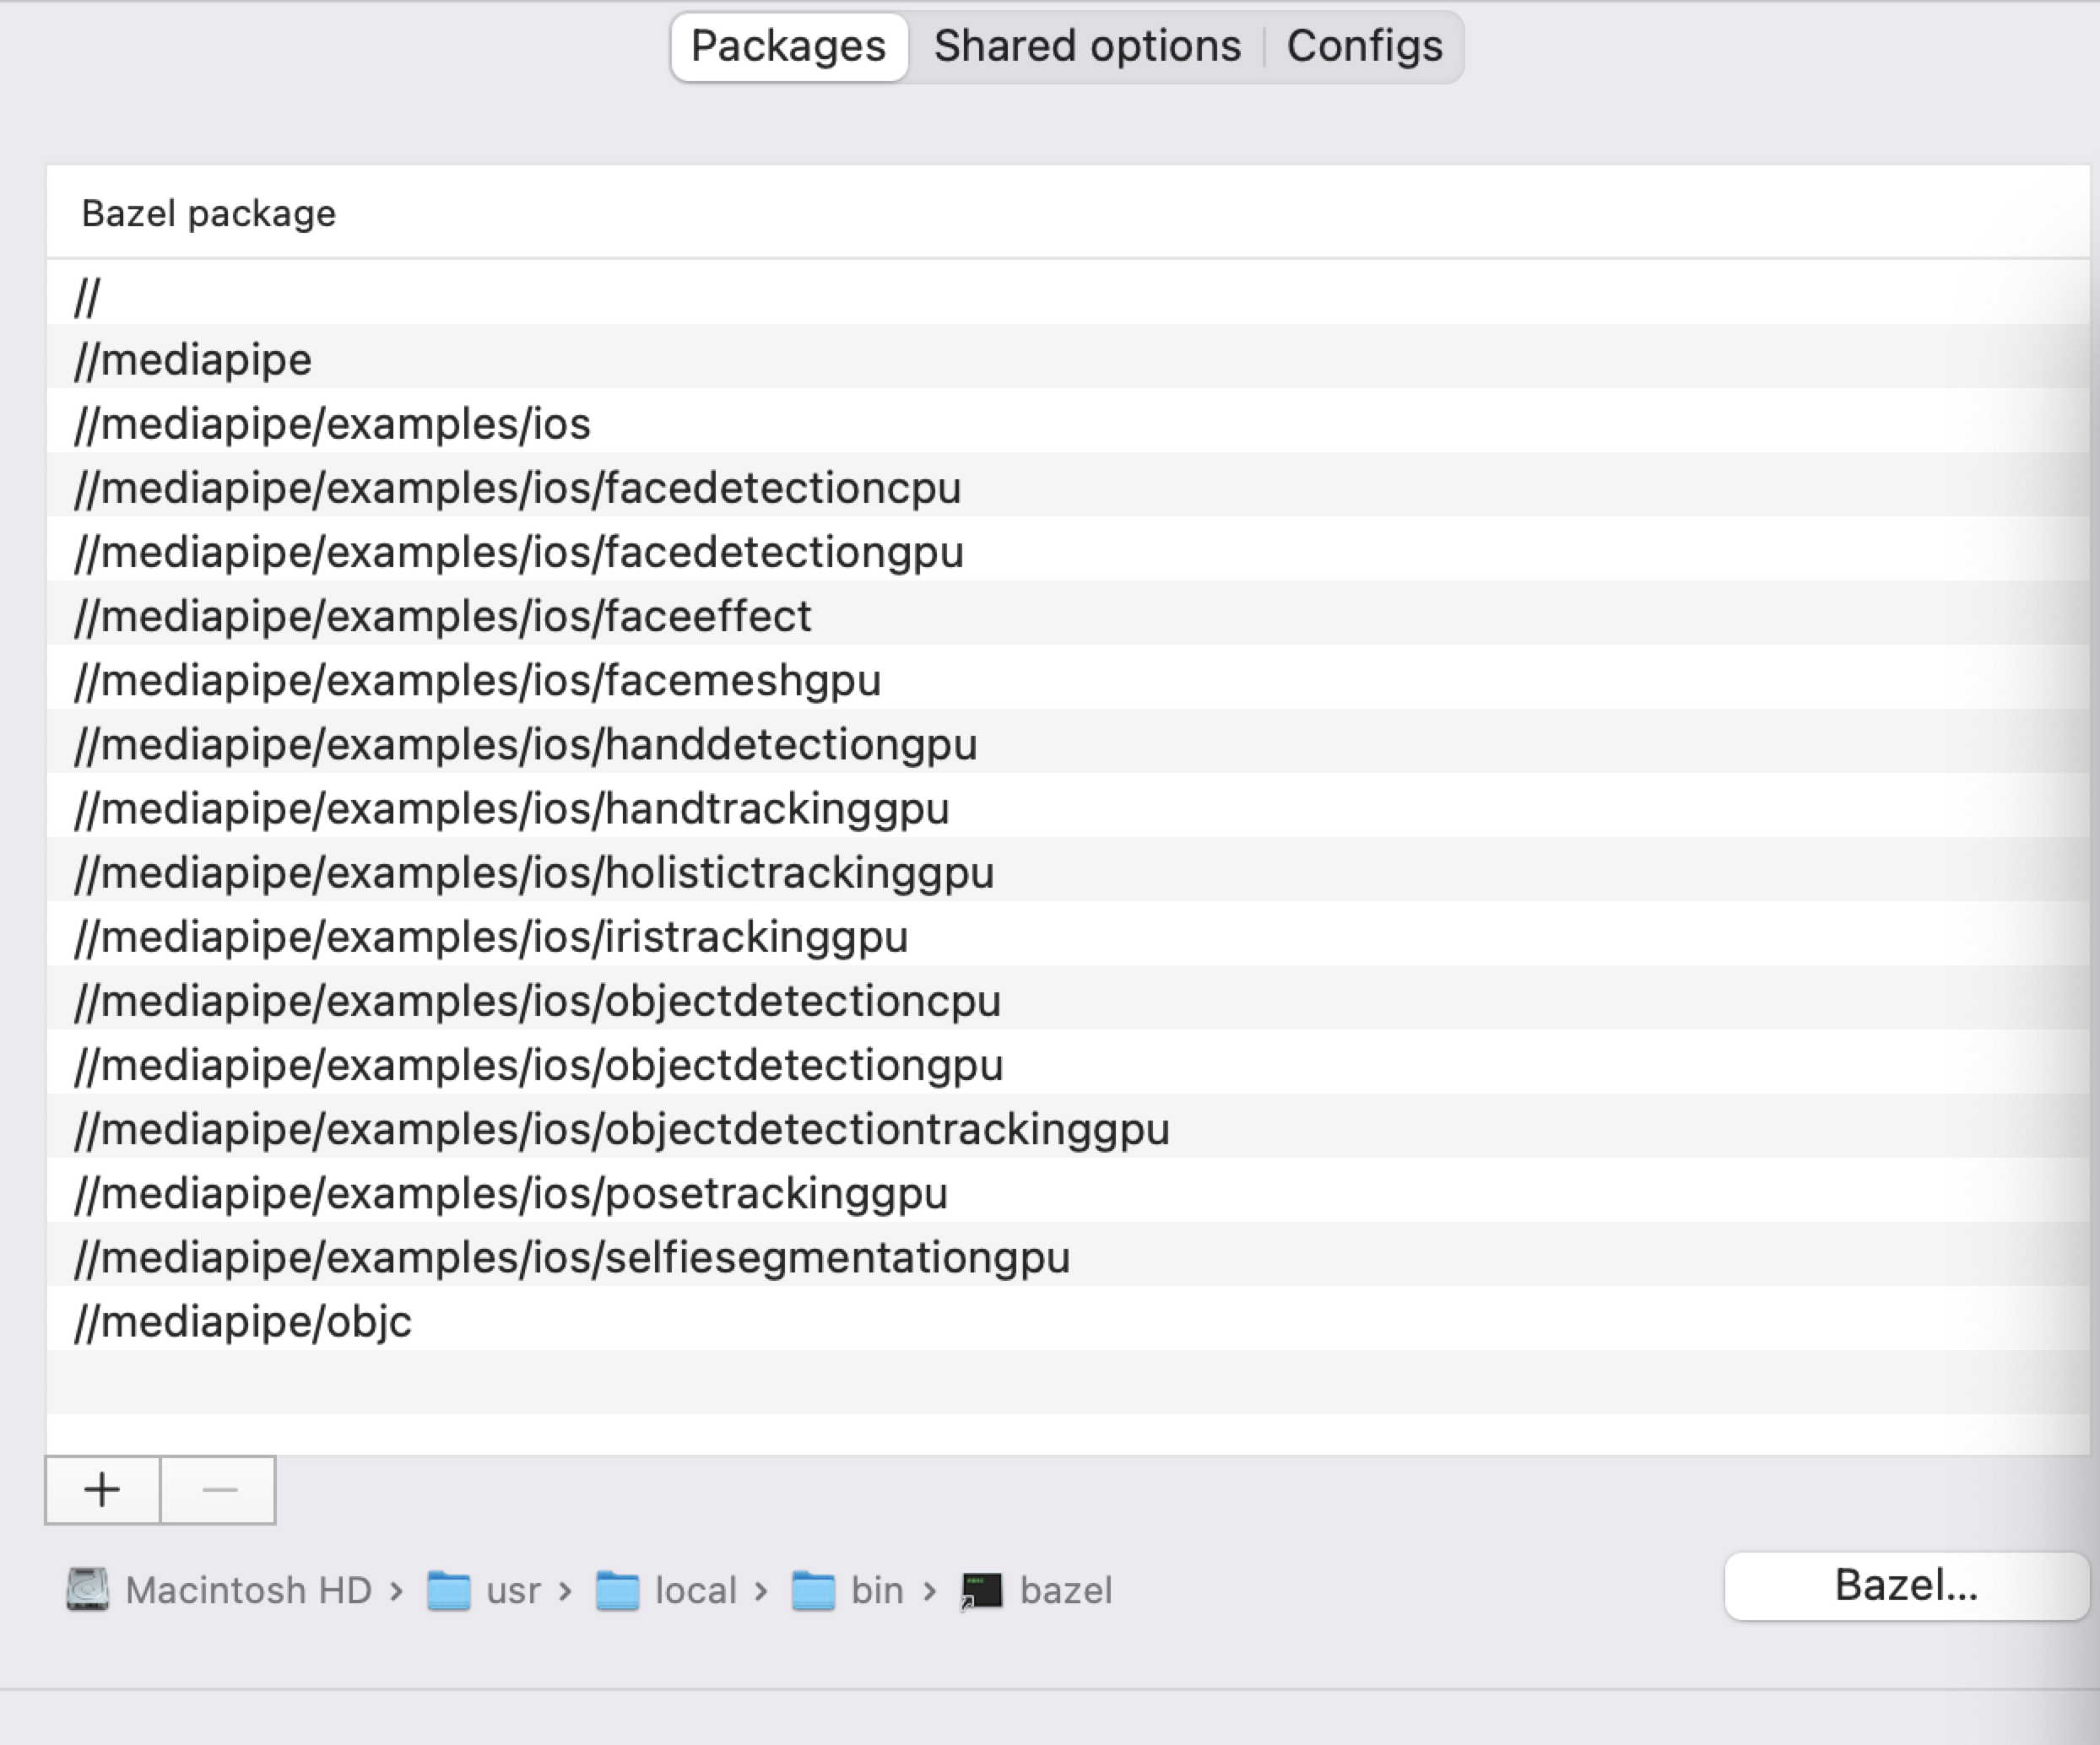 Packages Shared options Configs
Bazel package
//
//mediapipe
//mediapipe/examples/ios
//mediapipe/examples/ios/facedetectioncpu
//mediapipe/examples/ios/facedetectiongpu
//mediapipe/examples/ios/faceeffect
//mediapipe/examples/ios/facemeshgpu
//mediapipe/examples/ios/handdetectiongpu
//mediapipe/examples/ios/handtrackinggpu
//mediapipe/examples/ios/holistictrackinggpu
//mediapipe/examples/ios/iristrackinggpu
//mediapipe/examples/ios/objectdetectioncpu
//mediapipe/examples/ios/objectdetectiongpu
//mediapipe/examples/ios/objectdetectiontrackinggpu
//mediapipe/examples/ios/posetrackinggpu
//mediapipe/examples/ios/selfiesegmentationgpu
//mediapipe/objc
+ −
Macintosh HD › usr › local › bin › bazel
Bazel...